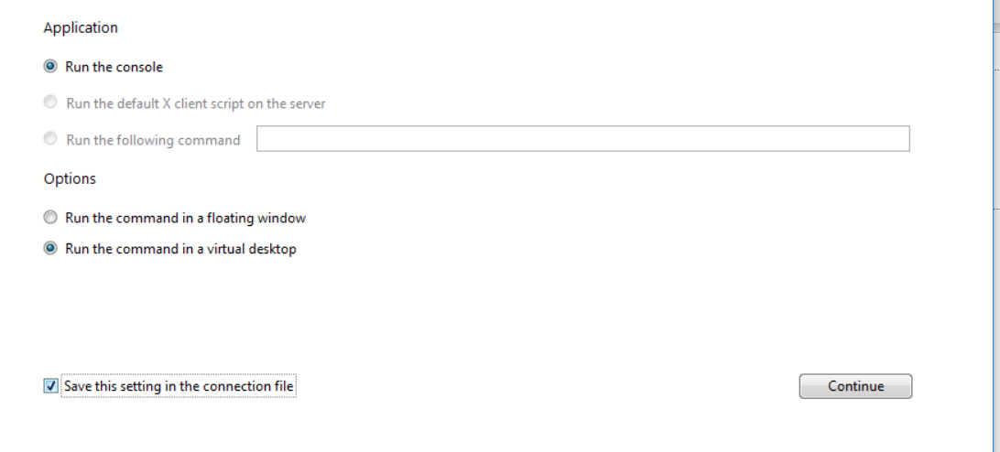 Application
Run the console
Run the default X client script on the server
Run the following command
Options
Run the command in a floating window
Run the command in a virtual desktop
Save this setting in the connection file
Continue